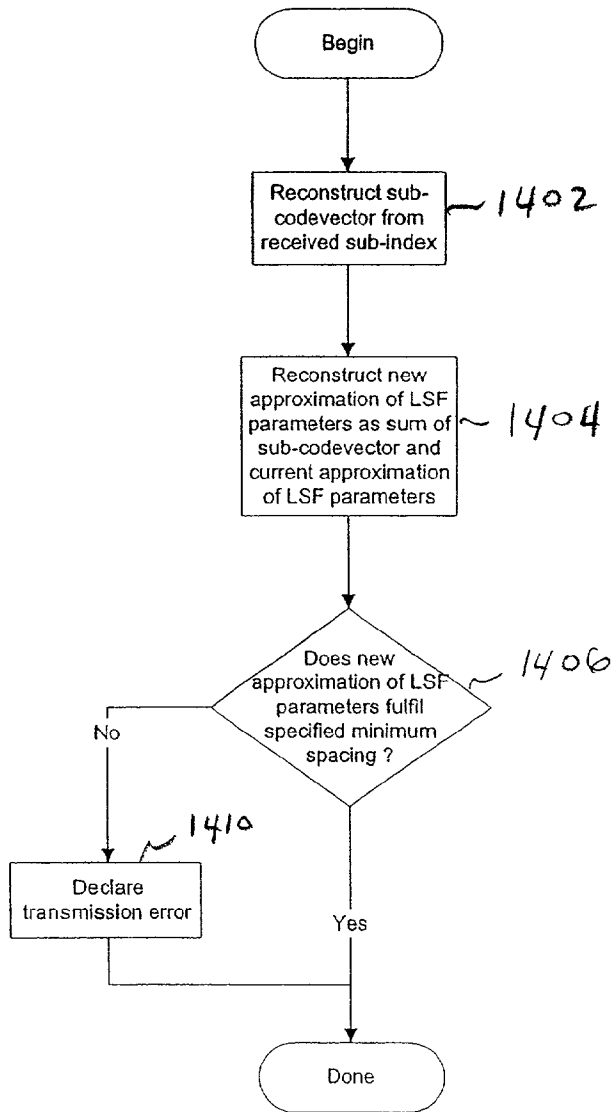 Begin
Reconstruct sub-
codevector from
received sub-index
1402
Reconstruct new
approximation of LSF
parameters as sum of
sub-codevector and
current approximation
of LSF parameters
1404
Does new
approximation of LSF
parameters fulfil
specified minimum
spacing ?
1406
No
1410
Declare
transmission error
Yes
Done